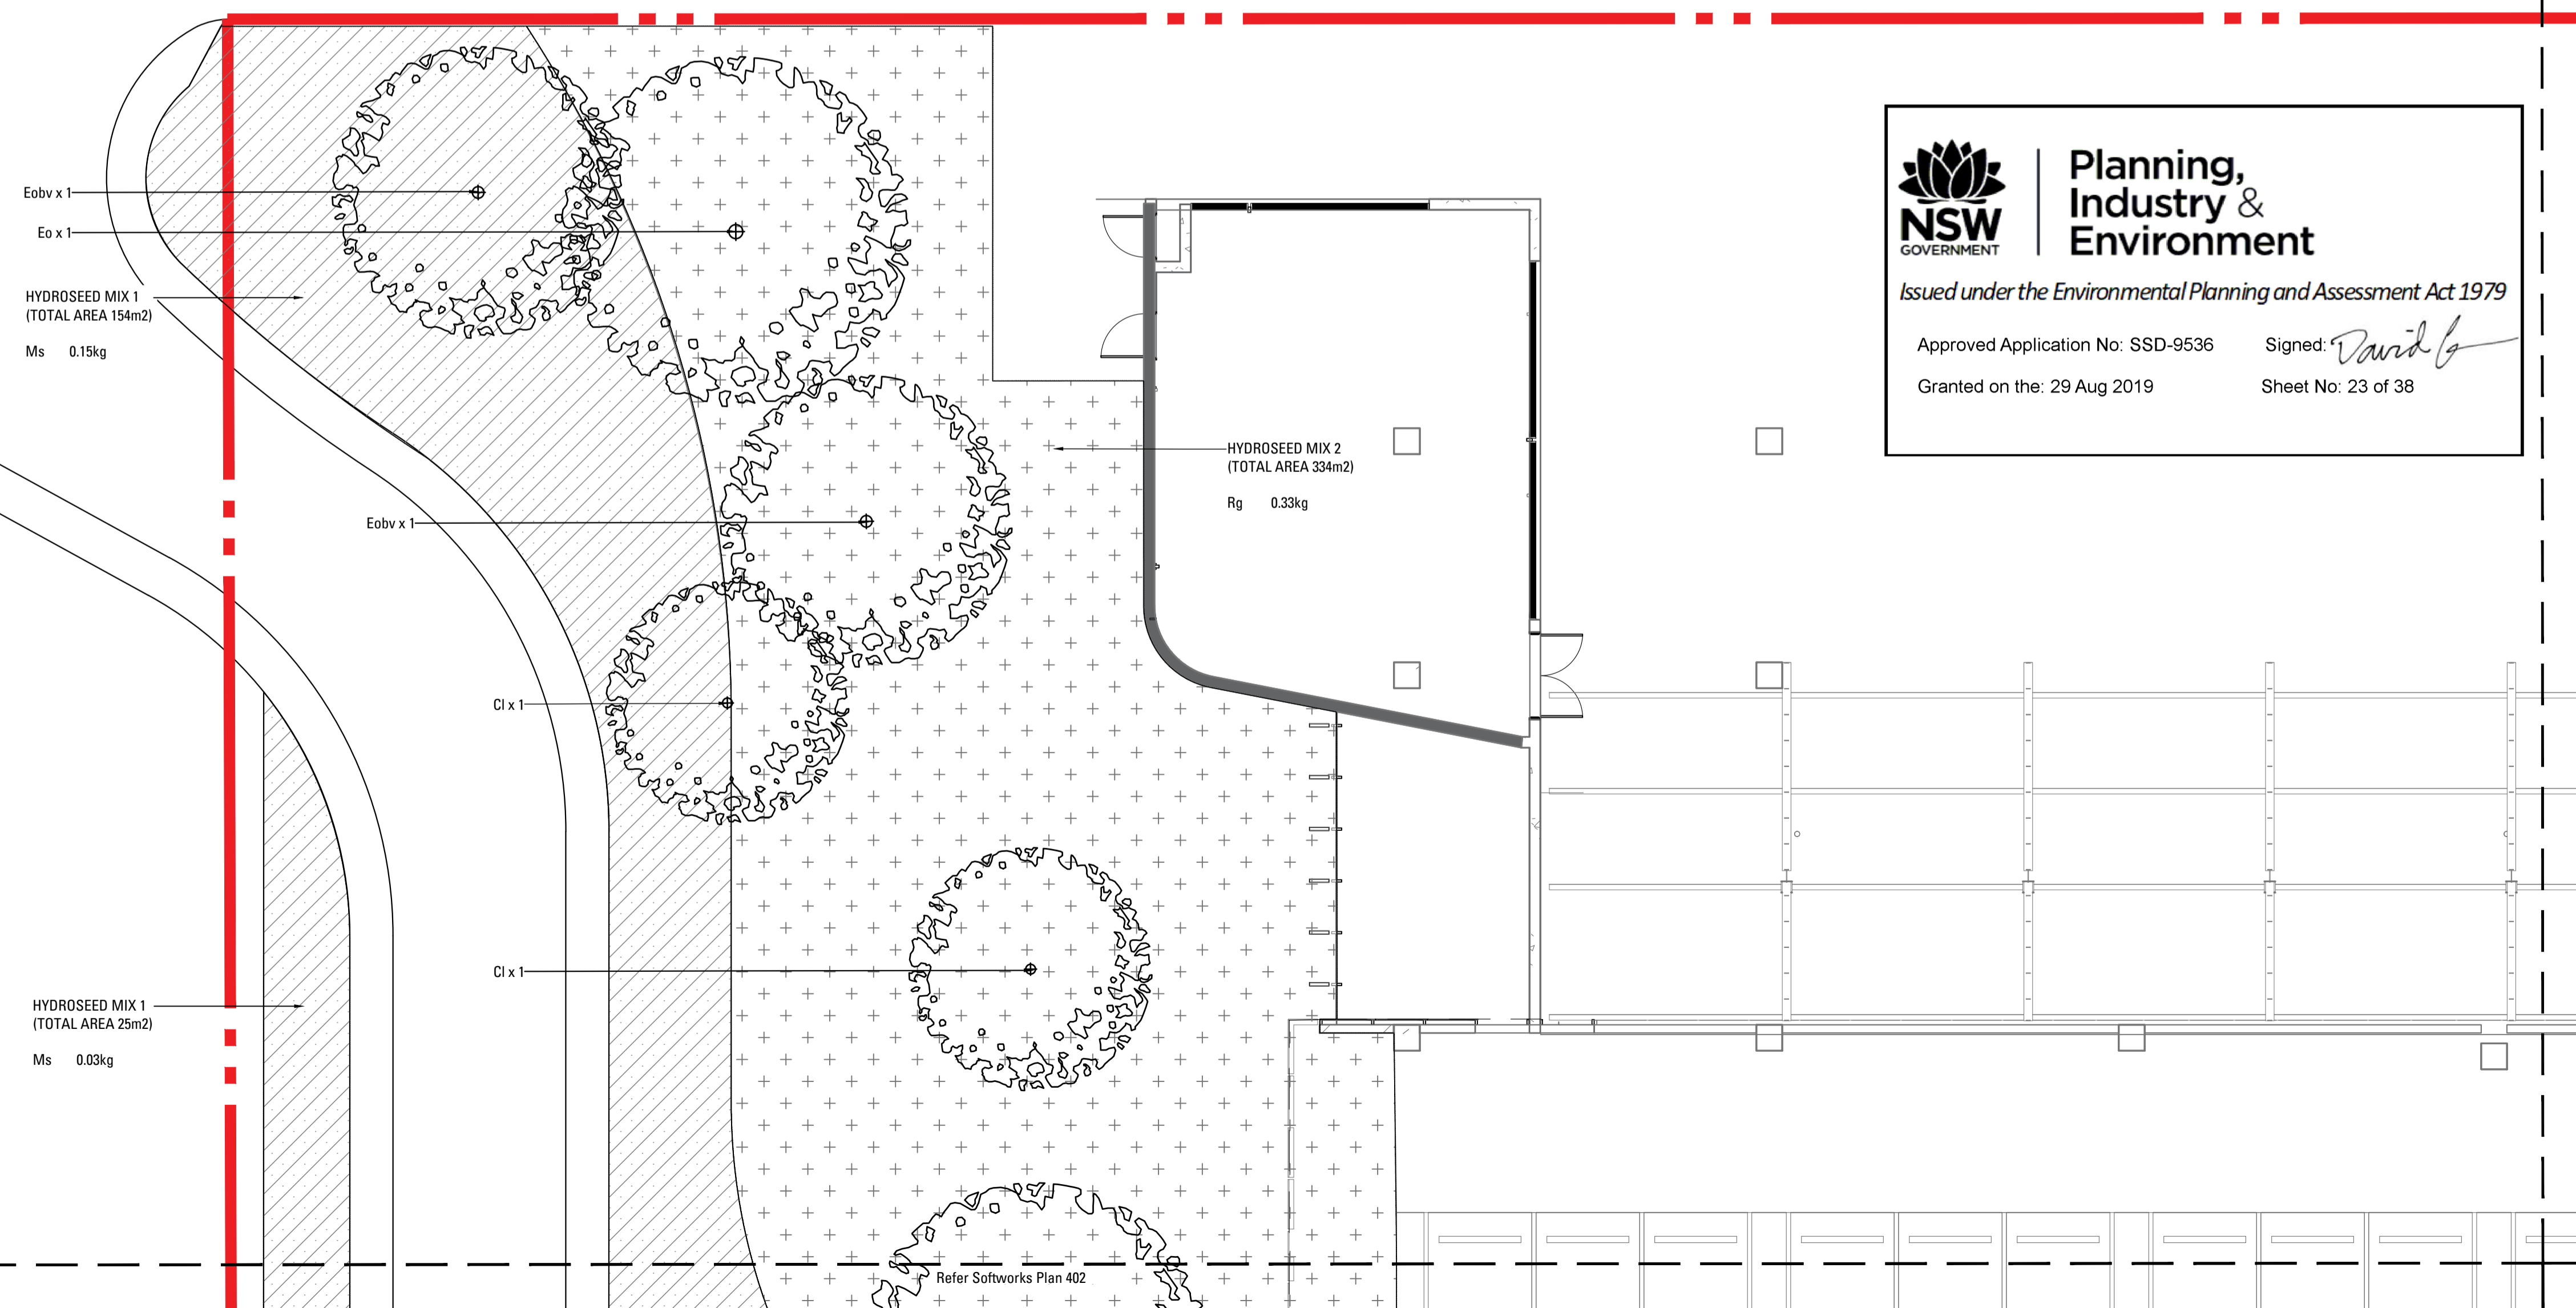 Eobv x 1
Eo x 1
HYDROSEED MIX 1
(TOTAL AREA 154m2)
Ms 0.15kg
Eobv x 1
Cl x 1
Cl x 1
HYDROSEED MIX 1
(TOTAL AREA 25m2)
Ms 0.03kg
HYDROSEED MIX 2
(TOTAL AREA 334m2)
Rg 0.33kg
Refer Softworks Plan 402
NSW
GOVERNMENT
Planning,
Industry &
Environment
Issued under the Environmental Planning and Assessment Act 1979
Approved Application No: SSD-9536 Signed: David
Granted on the: 29 Aug 2019 Sheet No: 23 of 38